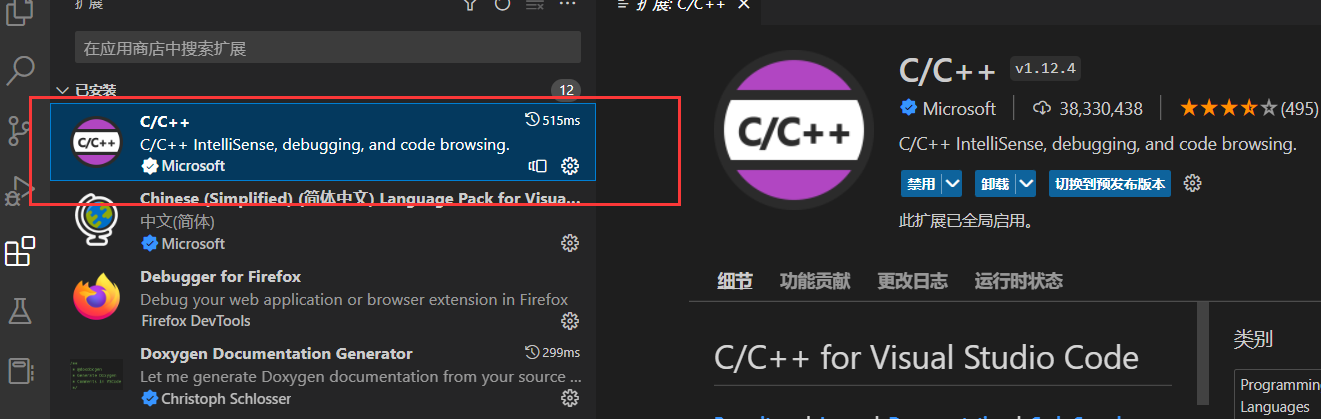 扩展
在应用商店中搜索扩展
已安装
12
C/C++
515ms
C/C++
C/C++ IntelliSense, debugging, and code browsing.
Microsoft
Chinese (Simplified) (简体中文) Language Pack for Visua...
中文(简体)
Microsoft
Debugger for Firefox
Debug your web application or browser extension in Firefox
Firefox DevTools
Doxygen Documentation Generator
299ms
Let me generate Doxygen documentation from your source ...
Christoph Schlosser
扩展: C/C++
C/C++
C/C++
v1.12.4
Microsoft
38,330,438
(495)
C/C++ IntelliSense, debugging, and code browsing.
禁用
卸载
切换到预发布版本
此扩展已全局启用。
细节
功能贡献
更改日志
运行时状态
C/C++ for Visual Studio Code
类别
Programming
Languages